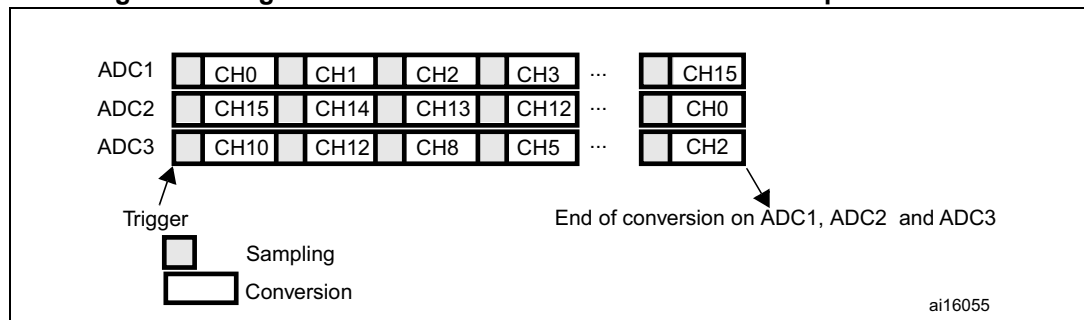 ADC1 CH0 CH1 CH2 CH3 ... CH15
ADC2 CH15 CH14 CH13 CH12 ... CH0
ADC3 CH10 CH12 CH8 CH5 ... CH2
Trigger
End of conversion on ADC1, ADC2 and ADC3
Sampling
Conversion
ai16055